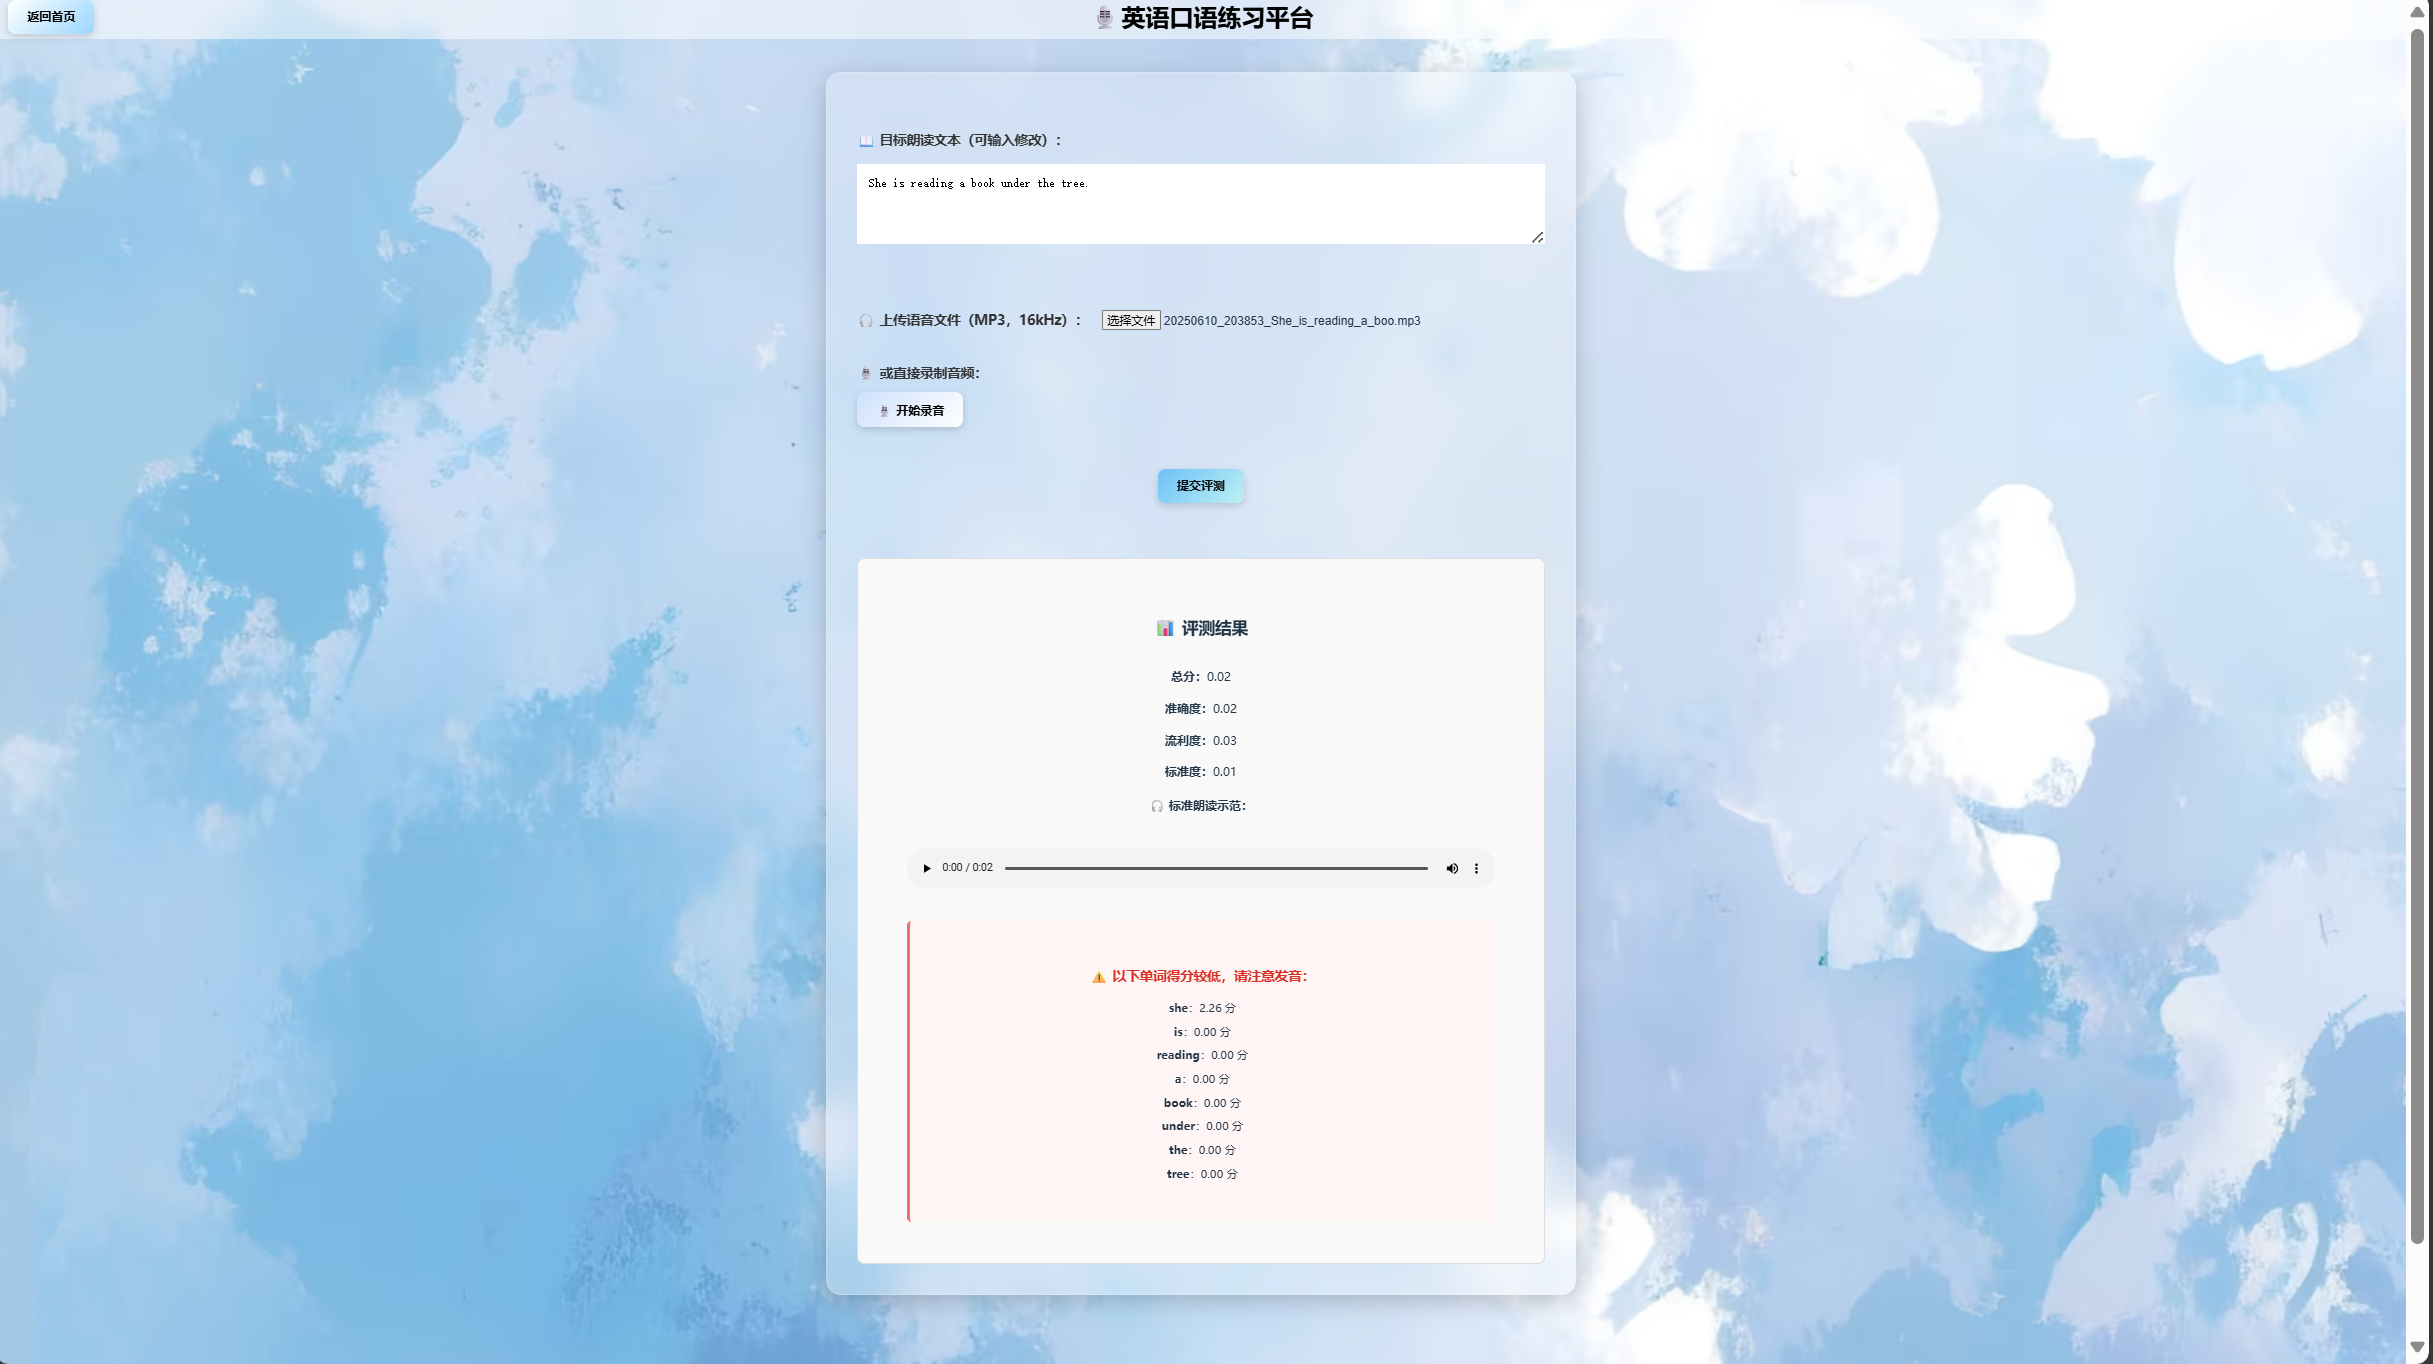 返回首页
英语口语练习平台
目标朗读文本（可输入修改）：
She is reading a book under the tree.
上传语音文件（MP3，16kHz）： 选择文件 20250610_203853_She_is_reading_a_boo.mp3
或直接录制音频：
开始录音
提交评测
评测结果
总分：0.02
准确度：0.02
流利度：0.03
标准度：0.01
标准朗读示范：
0:00 / 0:02
以下单词得分较低，请注意发音：
she：2.26 分
is：0.00 分
reading：0.00 分
a：0.00 分
book：0.00 分
under：0.00 分
the：0.00 分
tree：0.00 分